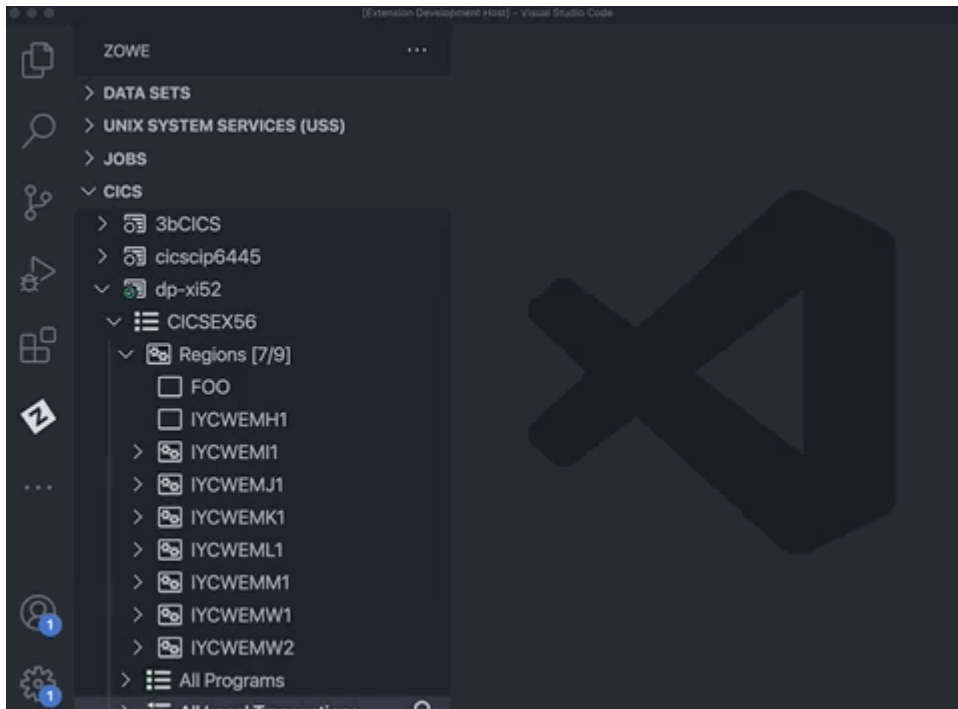 [Extension Development Host] - Visual Studio Code
ZOWE
DATA SETS
UNIX SYSTEM SERVICES (USS)
JOBS
CICS
3bCICS
cicscip6445
dp-xi52
CICSEX56
Regions [7/9]
FOO
IYCWEMH1
IYCWEMI1
IYCWEMJ1
IYCWEMK1
IYCWEML1
IYCWEMM1
IYCWEMW1
IYCWEMW2
1
All Programs
1